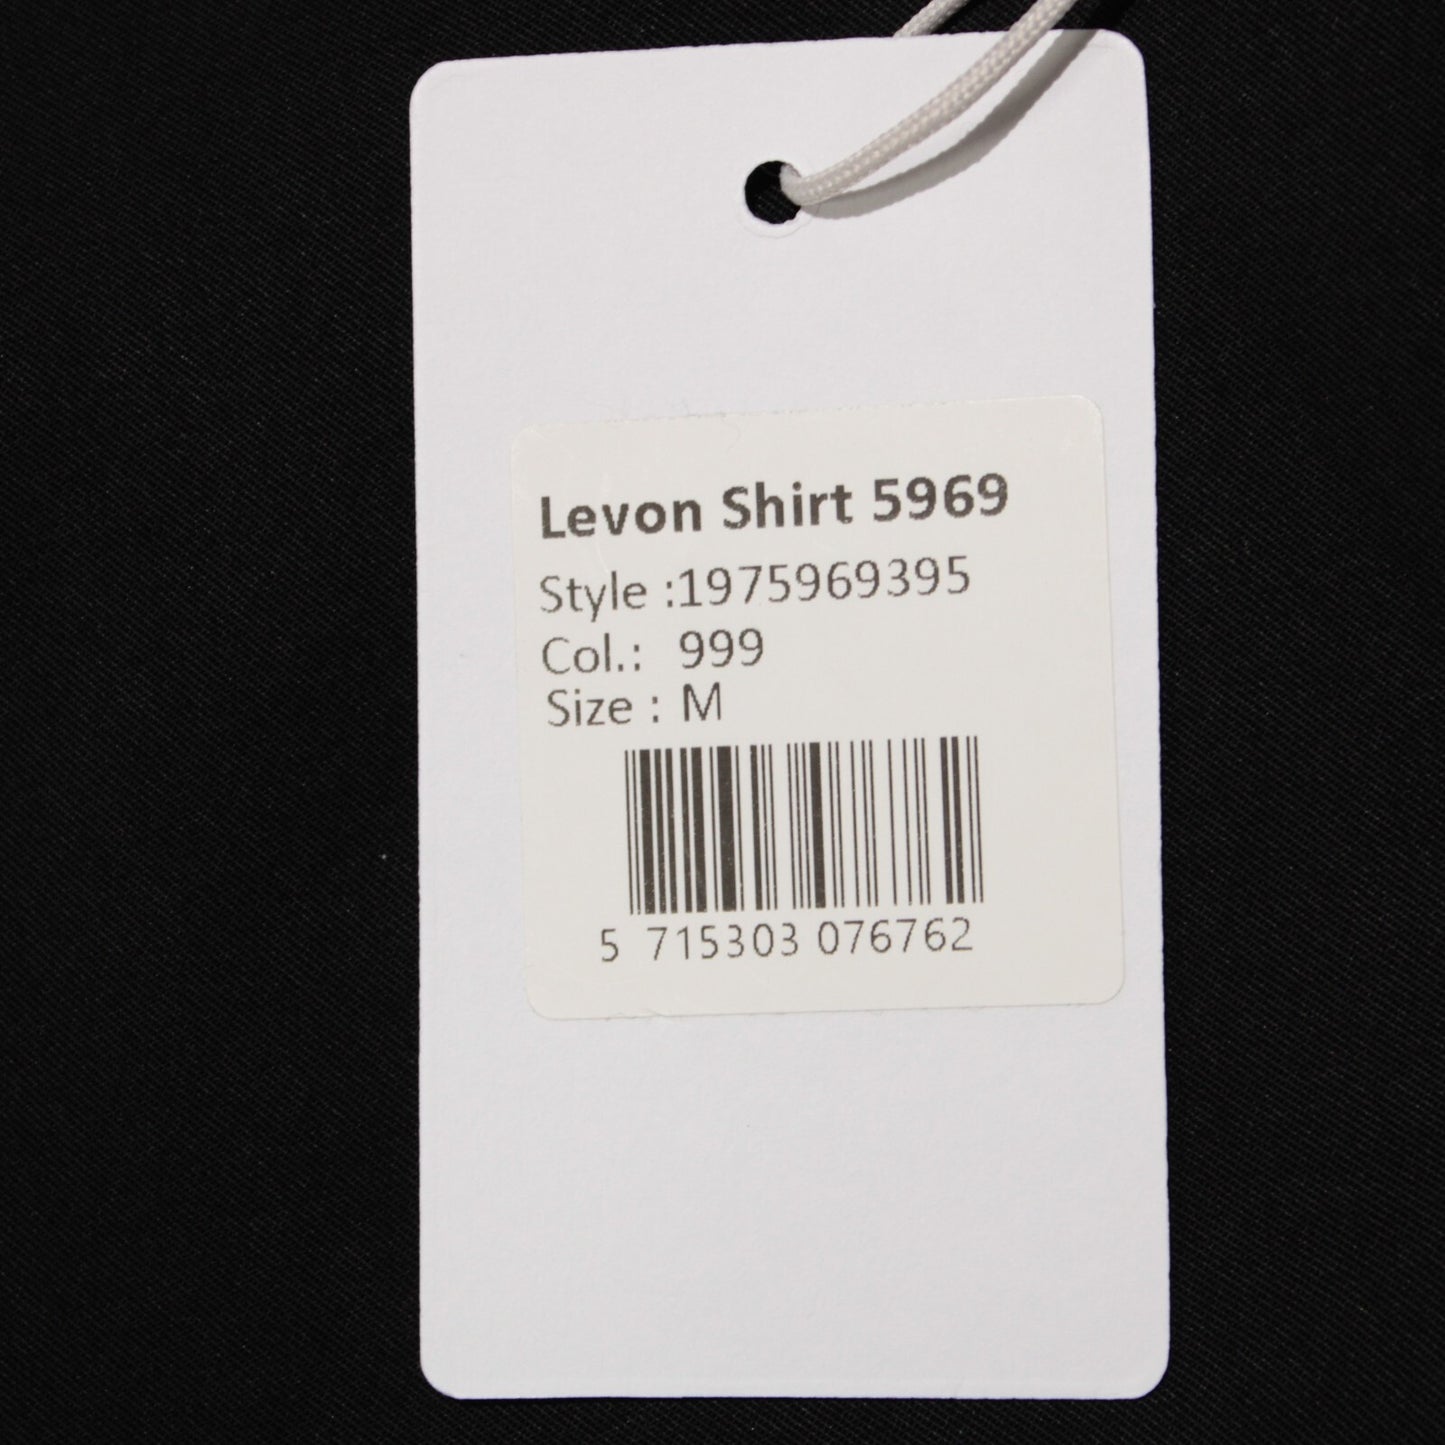 Levon Shirt 5969
Style :1975969395
Col.: 999
Size : M
5 715303 076762